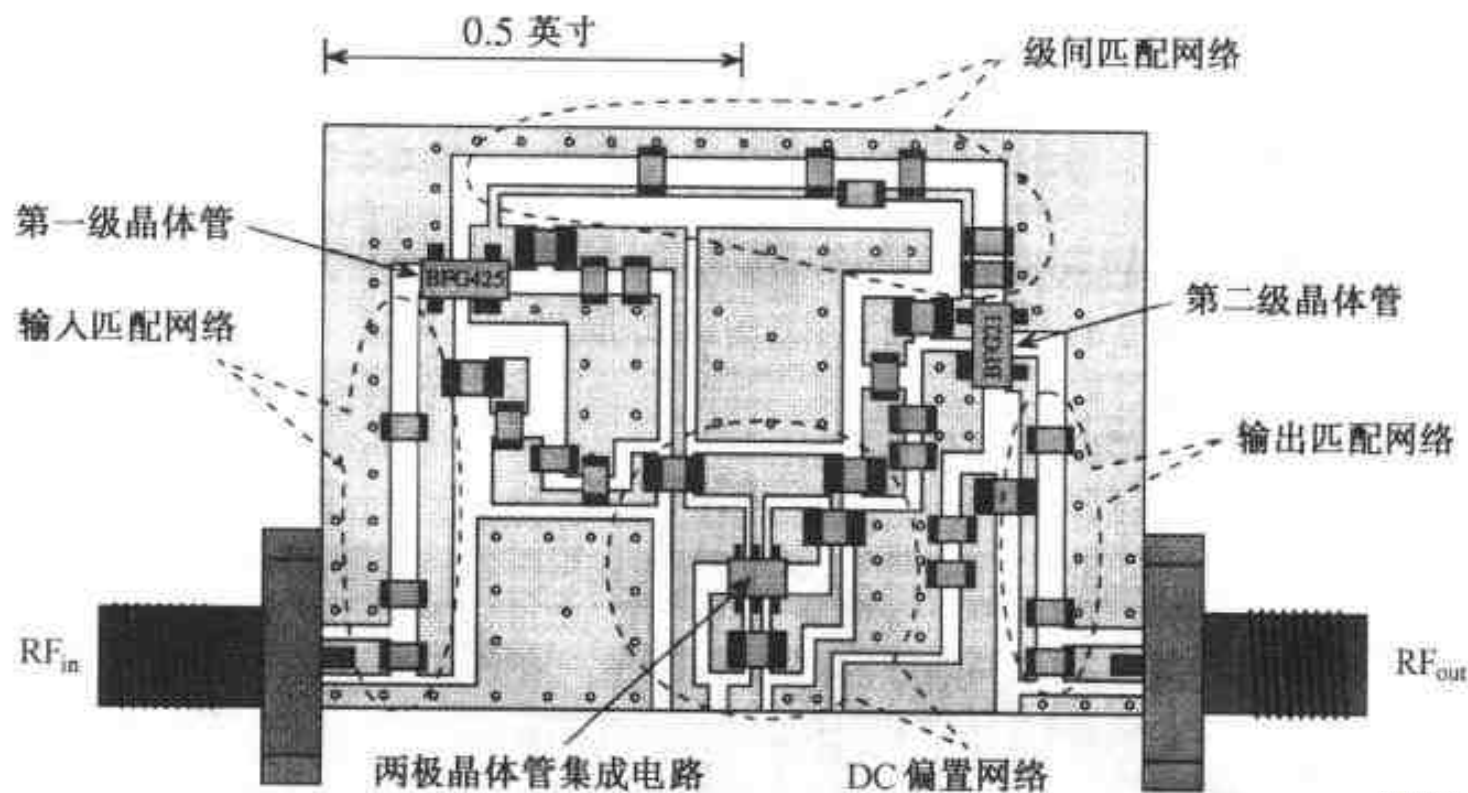 0.5 英寸
级间匹配网络
第一级晶体管
BFG425
输入匹配网络
第二级晶体管
BFG21
输出匹配网络
RFin
RFout
两极晶体管集成电路
DC 偏置网络